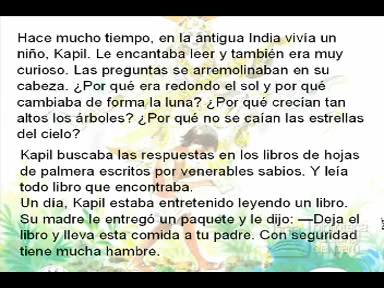 Hace mucho tiempo, en la antigua India vivía un
niño, Kapil. Le encantaba leer y también era muy
curioso. Las preguntas se arremolinaban en su
cabeza. ¿Por qué era redondo el sol y por qué
cambiaba de forma la luna? ¿Por qué crecían tan
altos los árboles? ¿Por qué no se caían las estrellas
del cielo?
Kapil buscaba las respuestas en los libros de hojas
de palmera escritos por venerables sabios. Y leía
todo libro que encontraba.
Un día, Kapil estaba entretenido leyendo un libro.
Su madre le entregó un paquete y le dijo: —Deja el
libro y lleva esta comida a tu padre. Con seguridad
tiene mucha hambre.